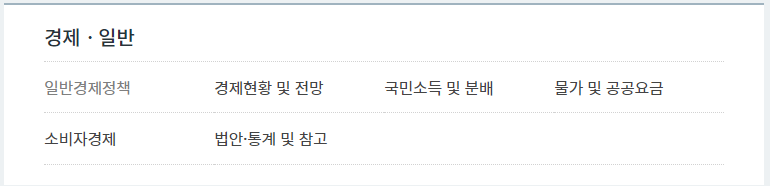 경제 · 일반
일반경제정책 경제현황 및 전망 국민소득 및 분배 물가 및 공공요금
소비자경제 법안·통계 및 참고